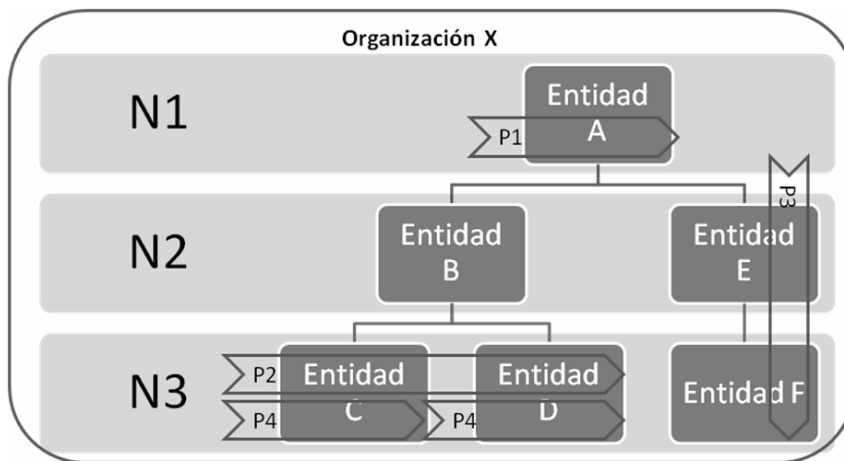 Organización X
N1
Entidad
A
P1
P3
N2
Entidad
B
Entidad
E
N3
P2
Entidad
C
Entidad
D
Entidad F
P4
P4